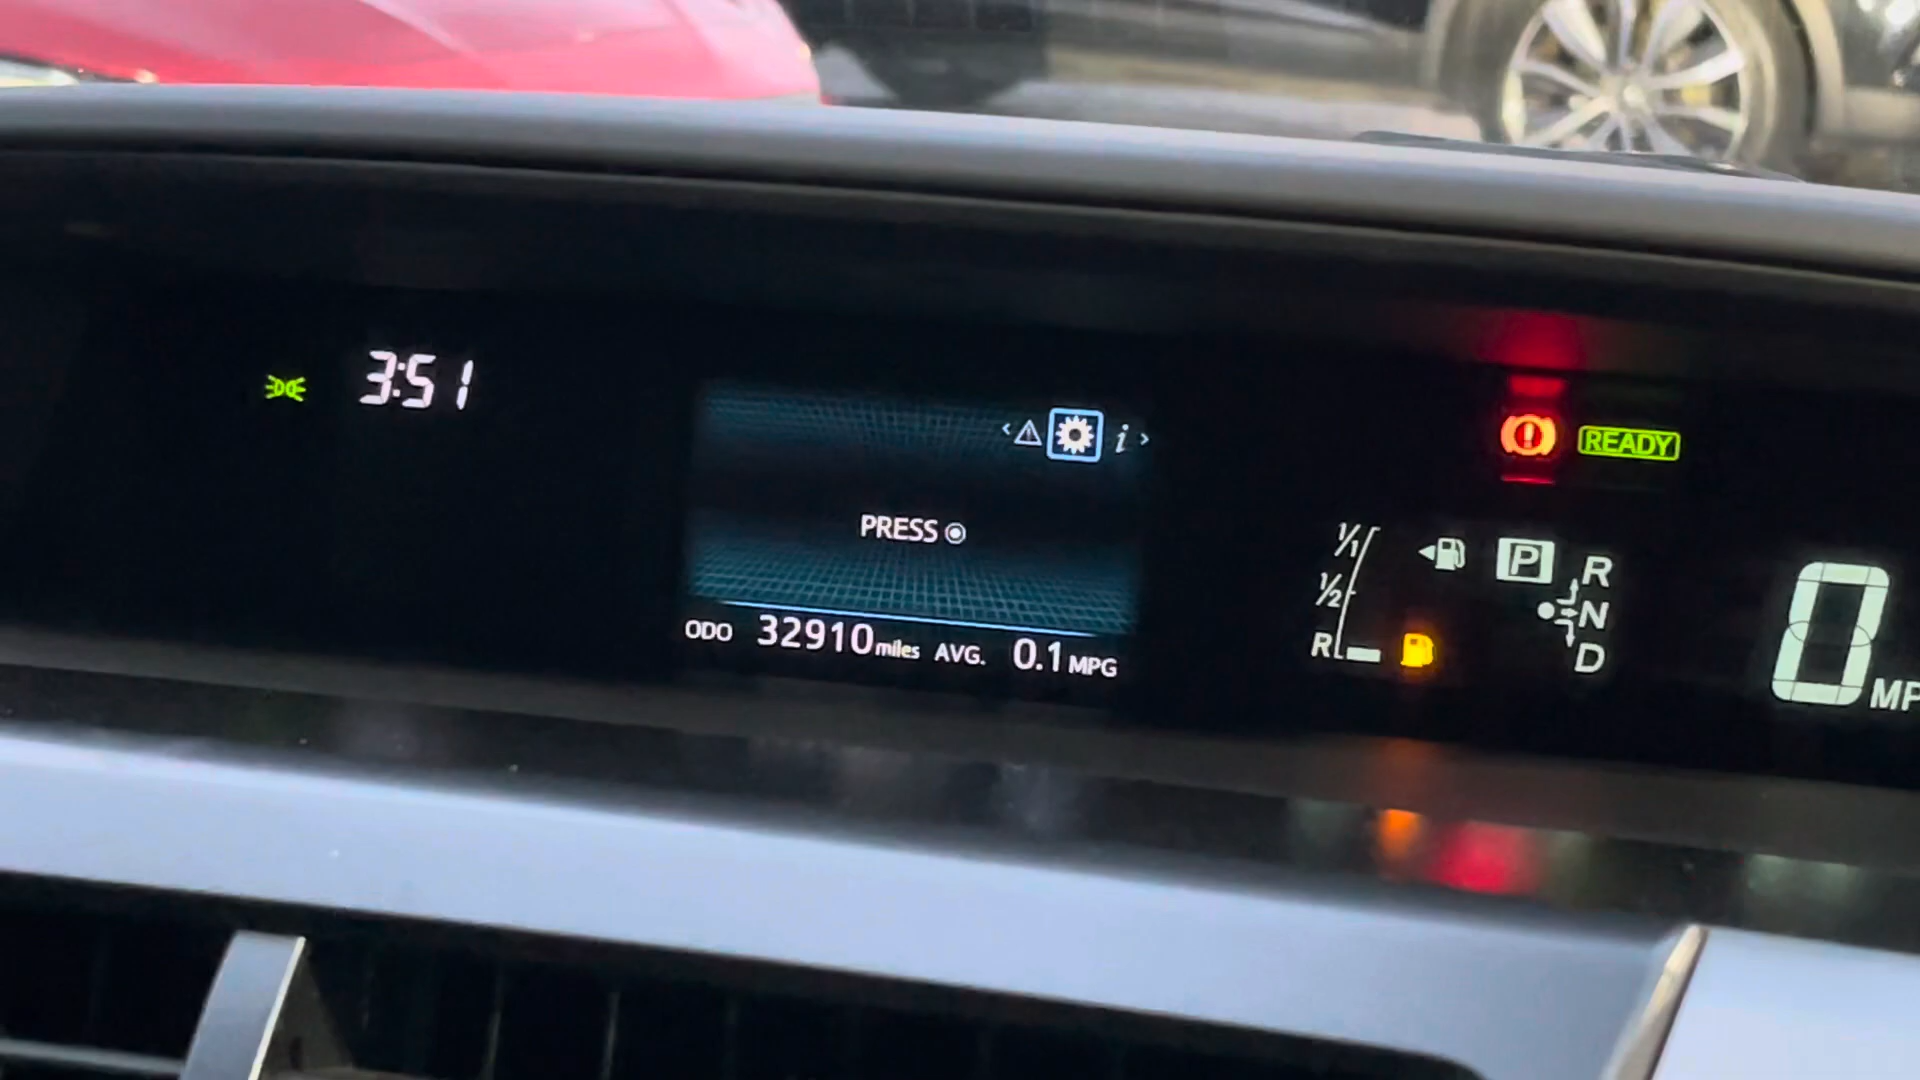 3:51
i
PRESS
ODO 32910 miles AVG. 0.1 MPG
READY
1/1
1/2
R
P
R
N
D
0 MP